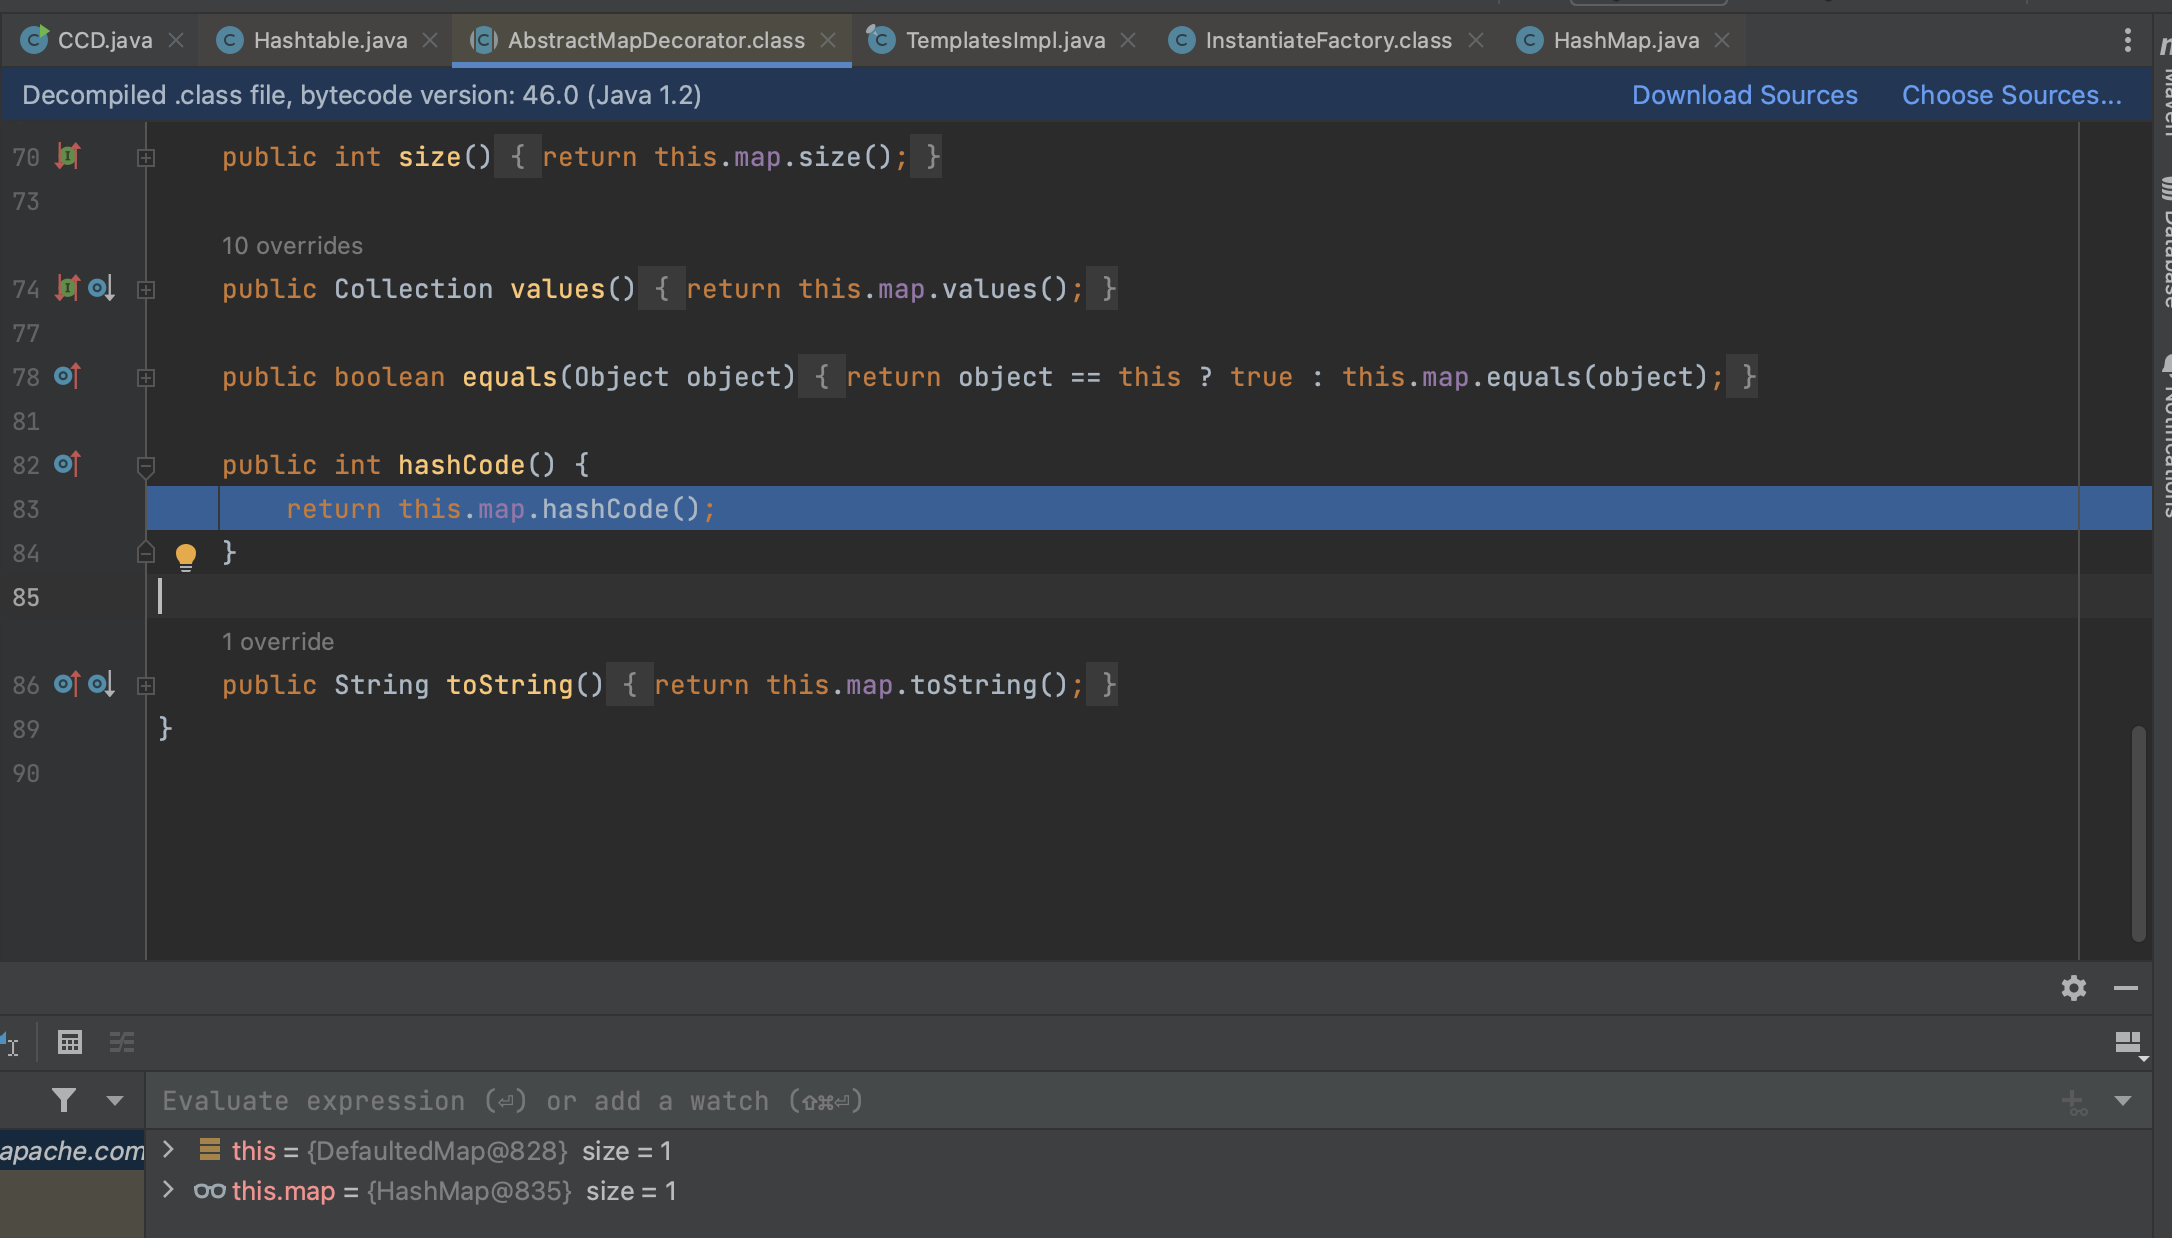 CCD.java Hashtable.java AbstractMapDecorator.class TemplatesImpl.java InstantiateFactory.class HashMap.java
Decompiled .class file, bytecode version: 46.0 (Java 1.2) Download Sources Choose Sources...
70 public int size() { return this.map.size(); }
73
10 overrides
74 public Collection values() { return this.map.values(); }
77
78 public boolean equals(Object object) { return object == this ? true : this.map.equals(object); }
81
82 public int hashCode() {
83 return this.map.hashCode();
84 }
85
1 override
86 public String toString() { return this.map.toString(); }
89 }
90
Maven
Database
Notifications
Evaluate expression (⏎) or add a watch (⇧⌘⏎)
apache.com this = {DefaultedMap@828} size = 1
this.map = {HashMap@835} size = 1